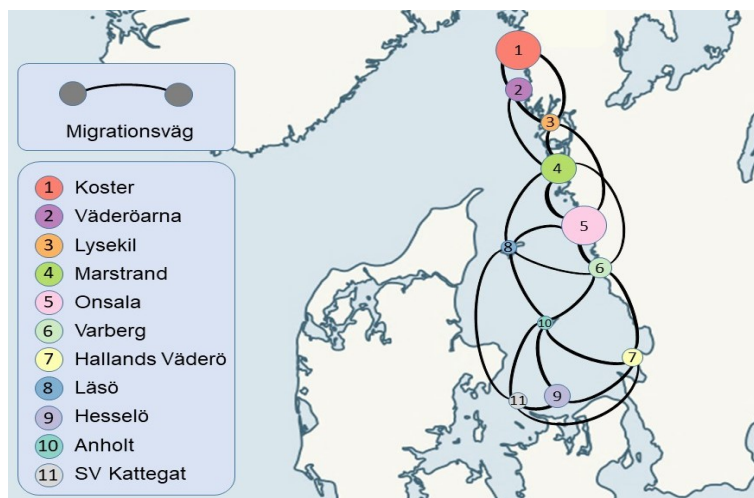 Migrationsväg
1 Koster
2 Väderöarna
3 Lysekil
4 Marstrand
5 Onsala
6 Varberg
7 Hallands Väderö
8 Läsö
9 Hesselö
10 Anholt
11 SV Kattegat
1
2
3
4
5
8
6
10
7
9
11